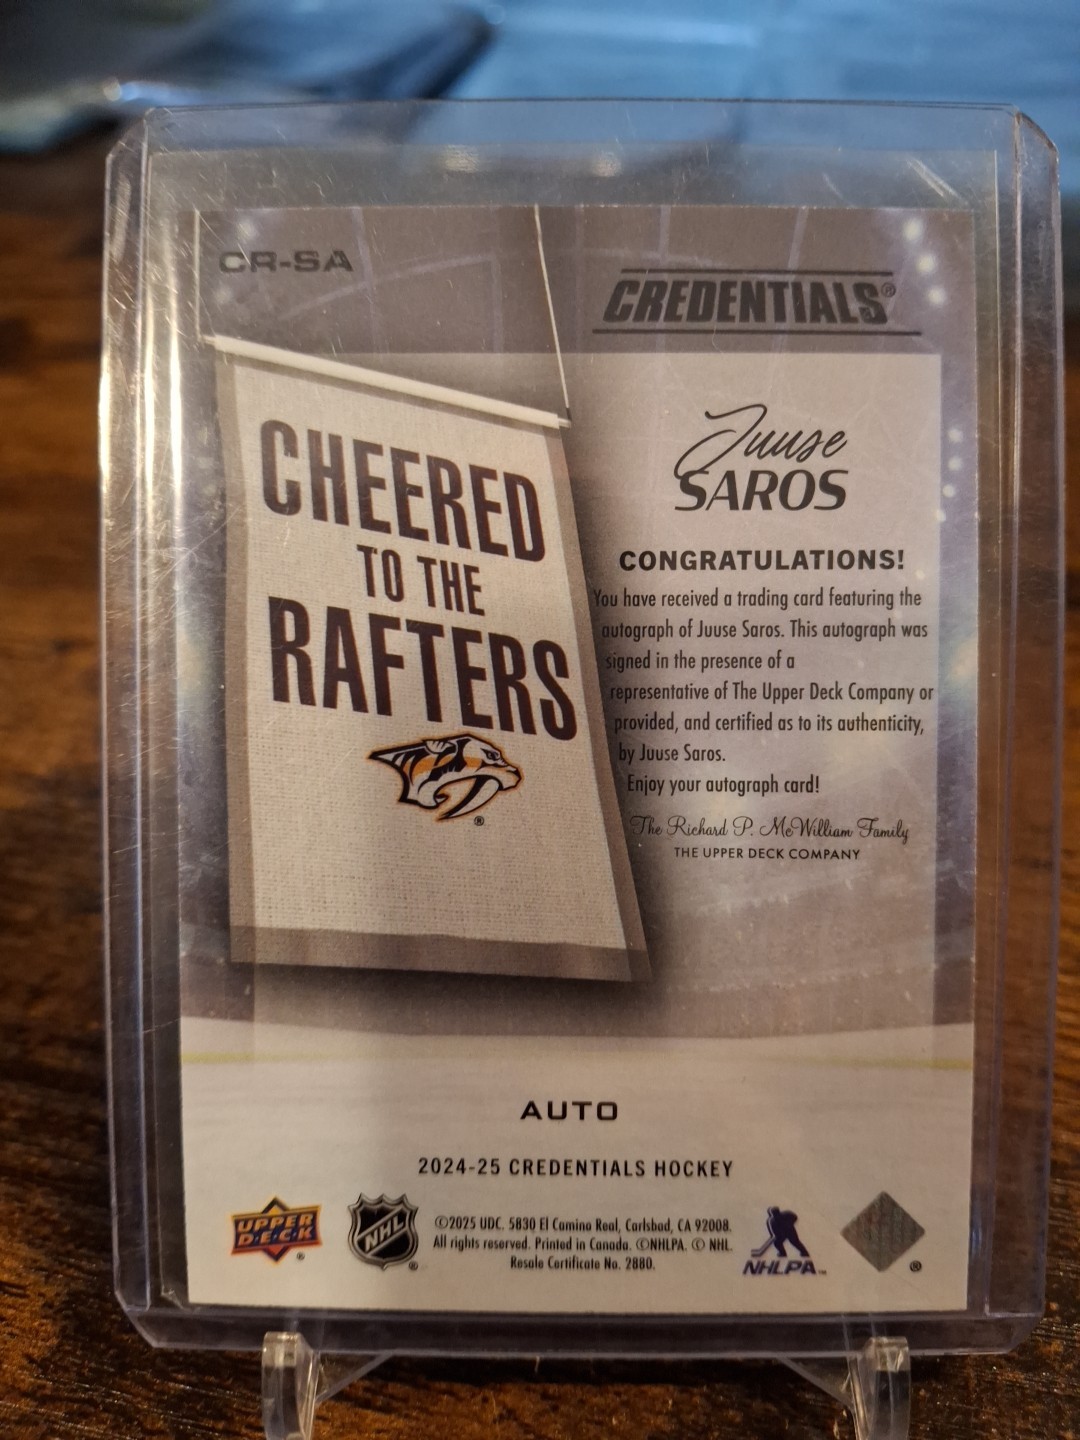 CR-SA
CREDENTIALS®
CHEERED
TO THE
RAFTERS
®
Juuse
SAROS
CONGRATULATIONS!
You have received a trading card featuring the
autograph of Juuse Saros. This autograph was
signed in the presence of a
representative of The Upper Deck Company or
provided, and certified as to its authenticity,
by Juuse Saros.
Enjoy your autograph card!
The Richard P. McWilliam Family
THE UPPER DECK COMPANY
AUTO
2024-25 CREDENTIALS HOCKEY
UPPER
D·E·C·K
®
NHL
®
©2025 UDC. 5830 El Camino Real, Carlsbad, CA 92008.
All rights reserved. Printed in Canada. ©NHLPA. © NHL.
Resale Certificate No. 2880.
NHLPA™
®